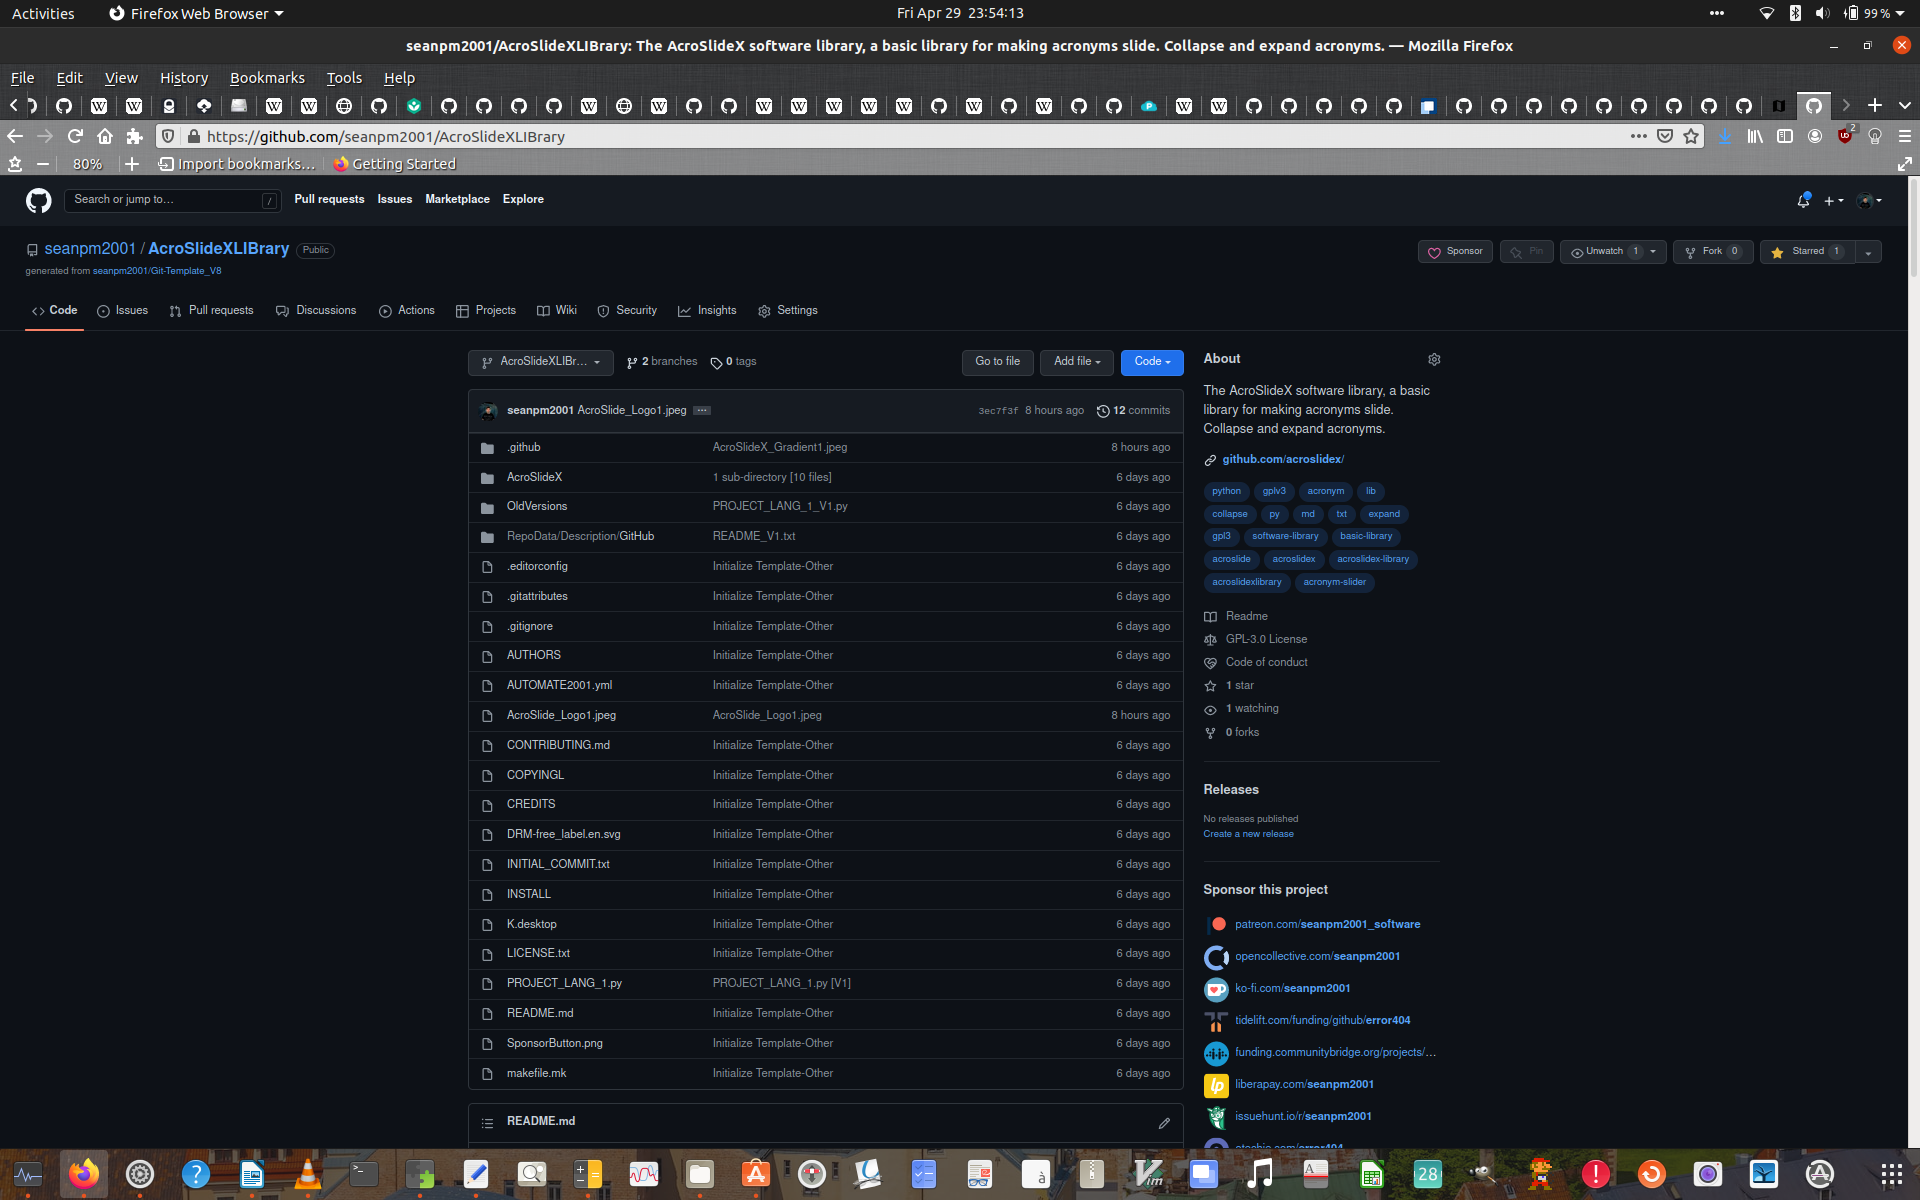 Activities Firefox Web Browser Fri Apr 29 23:54:13 99 %
seanpm2001/AcroSlideXLIBrary: The AcroSlideX software library, a basic library for making acronyms slide. Collapse and expand acronyms. — Mozilla Firefox
File Edit View History Bookmarks Tools Help
https://github.com/seanpm2001/AcroSlideXLIBrary 2
80% Import bookmarks... Getting Started
Search or jump to... / Pull requests Issues Marketplace Explore
seanpm2001 / AcroSlideXLIBrary Public Sponsor Pin Unwatch 1 Fork 0 Starred 1
generated from seanpm2001/Git-Template_V8
Code Issues Pull requests Discussions Actions Projects Wiki Security Insights Settings
AcroSlideXLIBr... 2 branches 0 tags Go to file Add file Code
seanpm2001 AcroSlide_Logo1.jpeg 3ec7f3f 8 hours ago 12 commits
.github AcroSlideX_Gradient1.jpeg 8 hours ago
AcroSlideX 1 sub-directory [10 files] 6 days ago
OldVersions PROJECT_LANG_1_V1.py 6 days ago
RepoData/Description/GitHub README_V1.txt 6 days ago
.editorconfig Initialize Template-Other 6 days ago
.gitattributes Initialize Template-Other 6 days ago
.gitignore Initialize Template-Other 6 days ago
AUTHORS Initialize Template-Other 6 days ago
AUTOMATE2001.yml Initialize Template-Other 6 days ago
AcroSlide_Logo1.jpeg AcroSlide_Logo1.jpeg 8 hours ago
CONTRIBUTING.md Initialize Template-Other 6 days ago
COPYINGL Initialize Template-Other 6 days ago
CREDITS Initialize Template-Other 6 days ago
DRM-free_label.en.svg Initialize Template-Other 6 days ago
INITIAL_COMMIT.txt Initialize Template-Other 6 days ago
INSTALL Initialize Template-Other 6 days ago
K.desktop Initialize Template-Other 6 days ago
LICENSE.txt Initialize Template-Other 6 days ago
PROJECT_LANG_1.py PROJECT_LANG_1.py [V1] 6 days ago
README.md Initialize Template-Other 6 days ago
SponsorButton.png Initialize Template-Other 6 days ago
makefile.mk Initialize Template-Other 6 days ago
README.md
About
The AcroSlideX software library, a basic
library for making acronyms slide.
Collapse and expand acronyms.
github.com/acroslidex/
python gplv3 acronym lib
collapse py md txt expand
gpl3 software-library basic-library
acroslide acroslidex acroslidex-library
acroslidexlibrary acronym-slider
Readme
GPL-3.0 License
Code of conduct
1 star
1 watching
0 forks
Releases
No releases published
Create a new release
Sponsor this project
patreon.com/seanpm2001_software
opencollective.com/seanpm2001
ko-fi.com/seanpm2001
tidelift.com/funding/github/error404
funding.communitybridge.org/projects/...
liberapay.com/seanpm2001
issuehunt.io/r/seanpm2001
28